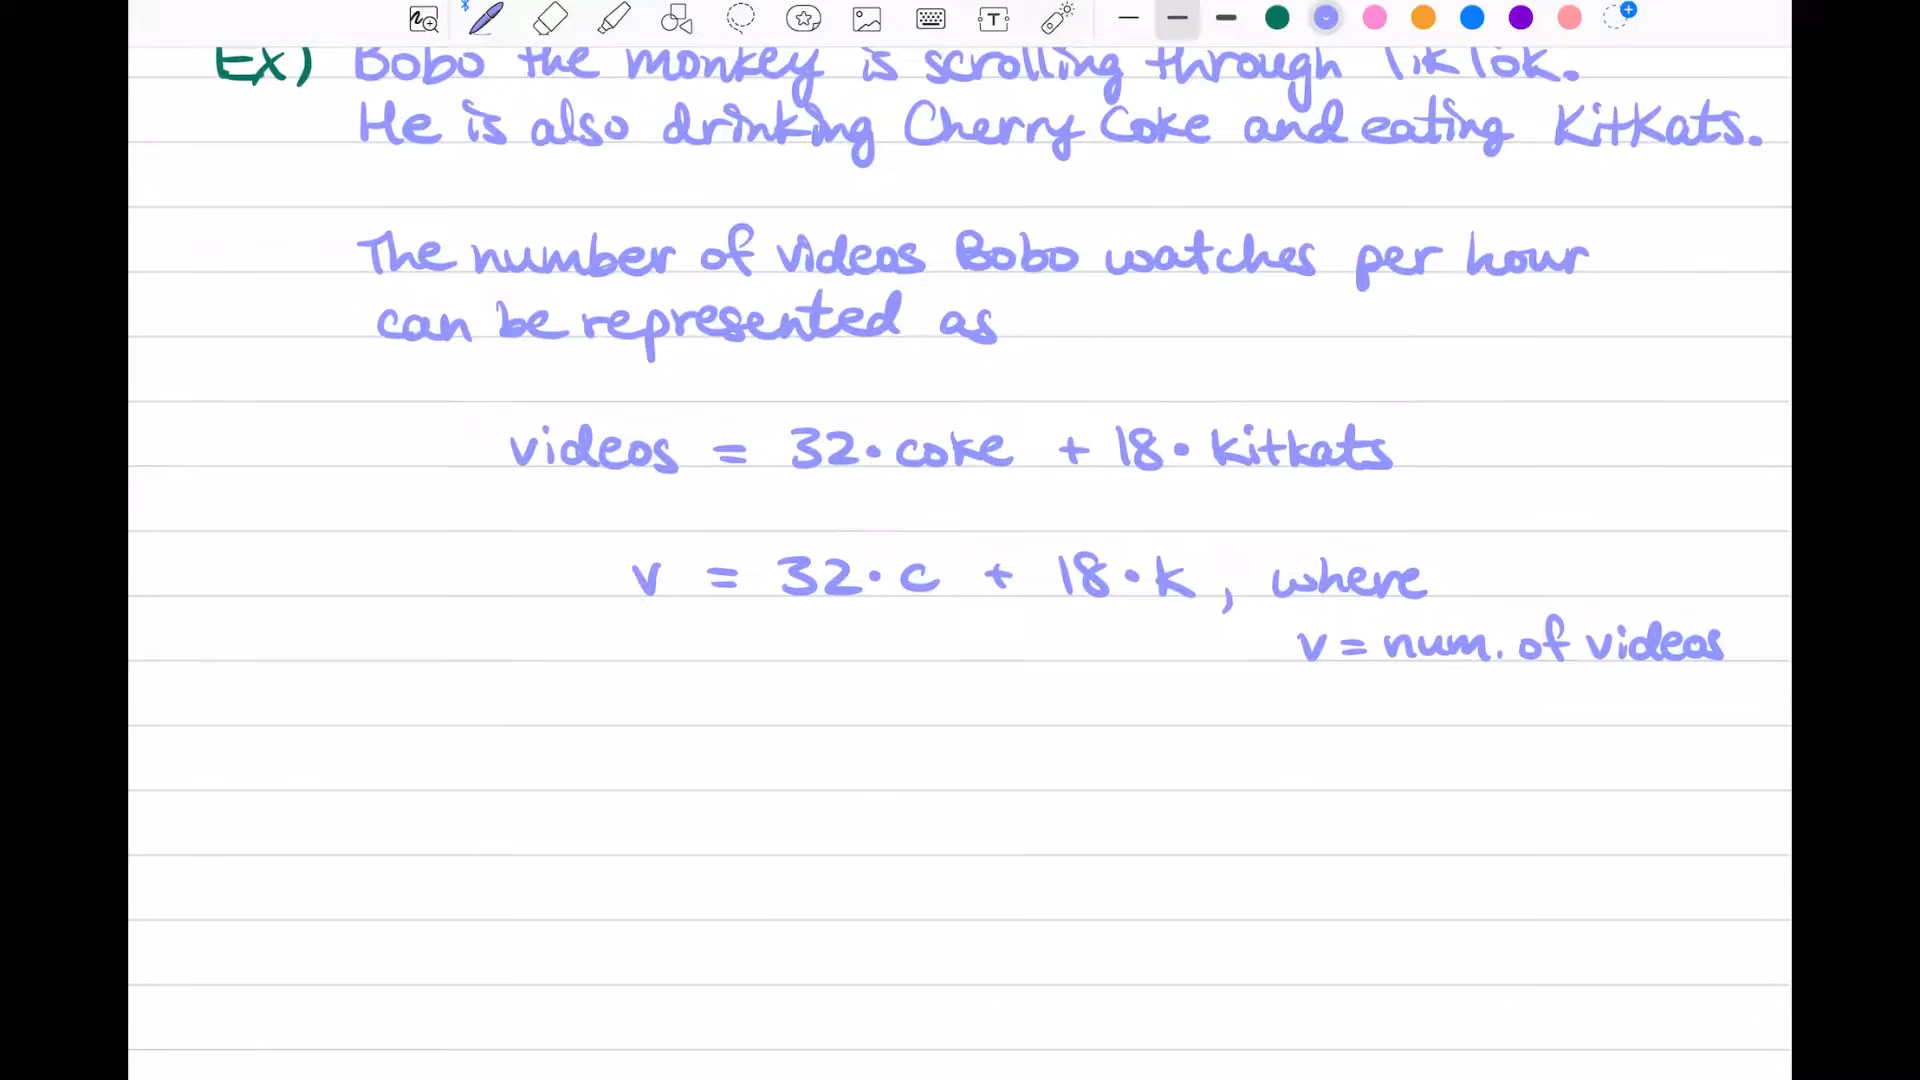 Ex) Bobo the monkey is scrolling through TikTok.
He is also drinking Cherry Coke and eating KitKats.
The number of videos Bobo watches per hour
can be represented as
videos = 32 · coke + 18 · kitkats
v = 32 · c + 18 · k, where
v = num. of videos